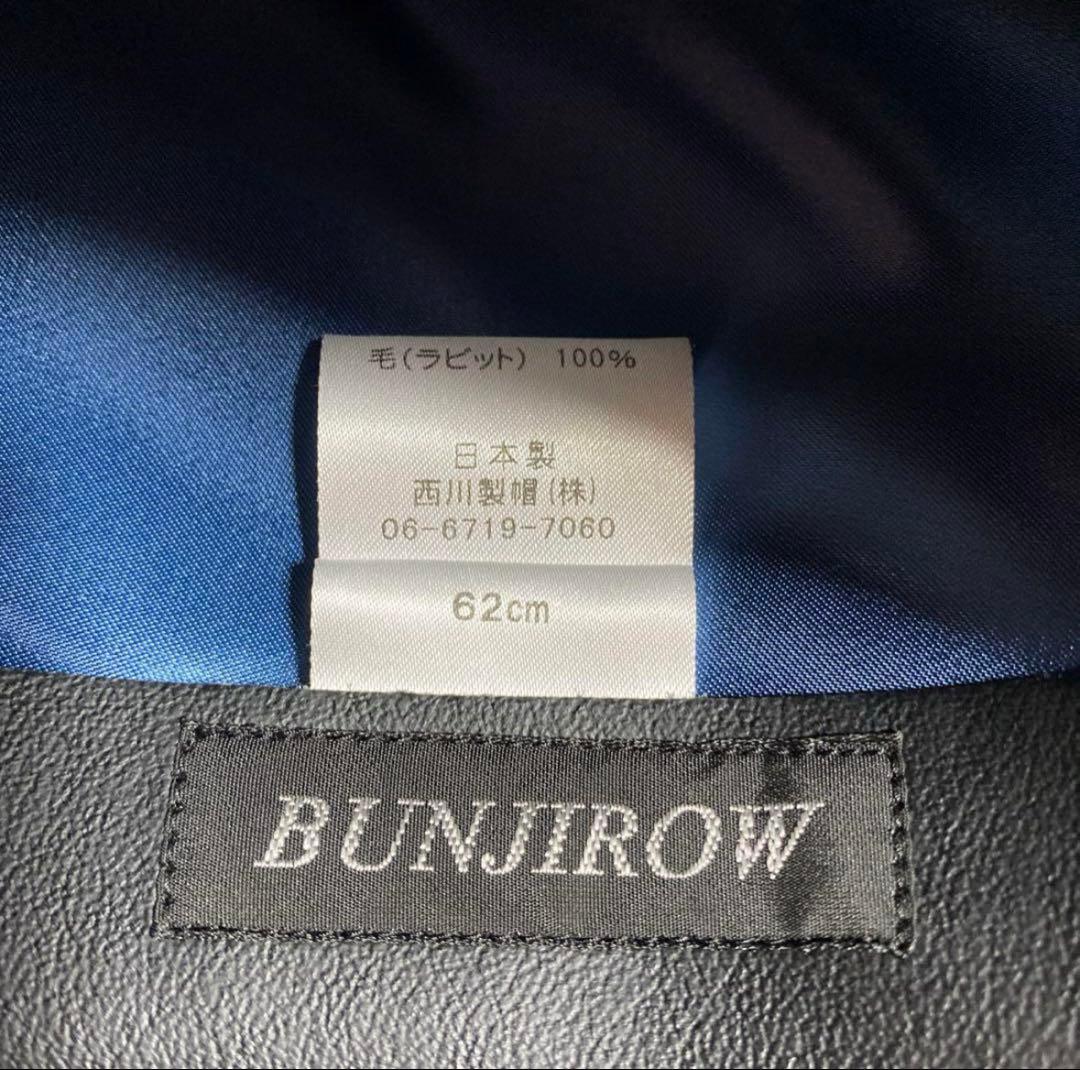 毛(ラビット) 100%
日本製
西川製帽(株)
06-6719-7060
62cm
BUNJIROW